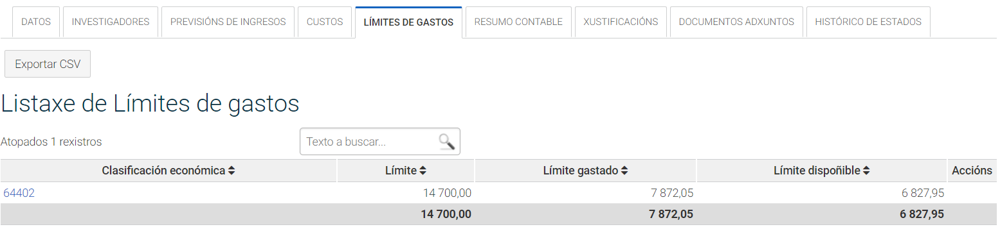 DATOS INVESTIGADORES PREVISIÓNS DE INGRESOS CUSTOS LÍMITES DE GASTOS RESUMO CONTABLE XUSTIFICACIÓNS DOCUMENTOS ADXUNTOS HISTÓRICO DE ESTADOS
Exportar CSV
Listaxe de Límites de gastos
Atopados 1 rexistros Texto a buscar...
Clasificación económica Límite Límite gastado Límite dispoñible Accións
64402 14 700,00 7 872,05 6 827,95
14 700,00 7 872,05 6 827,95